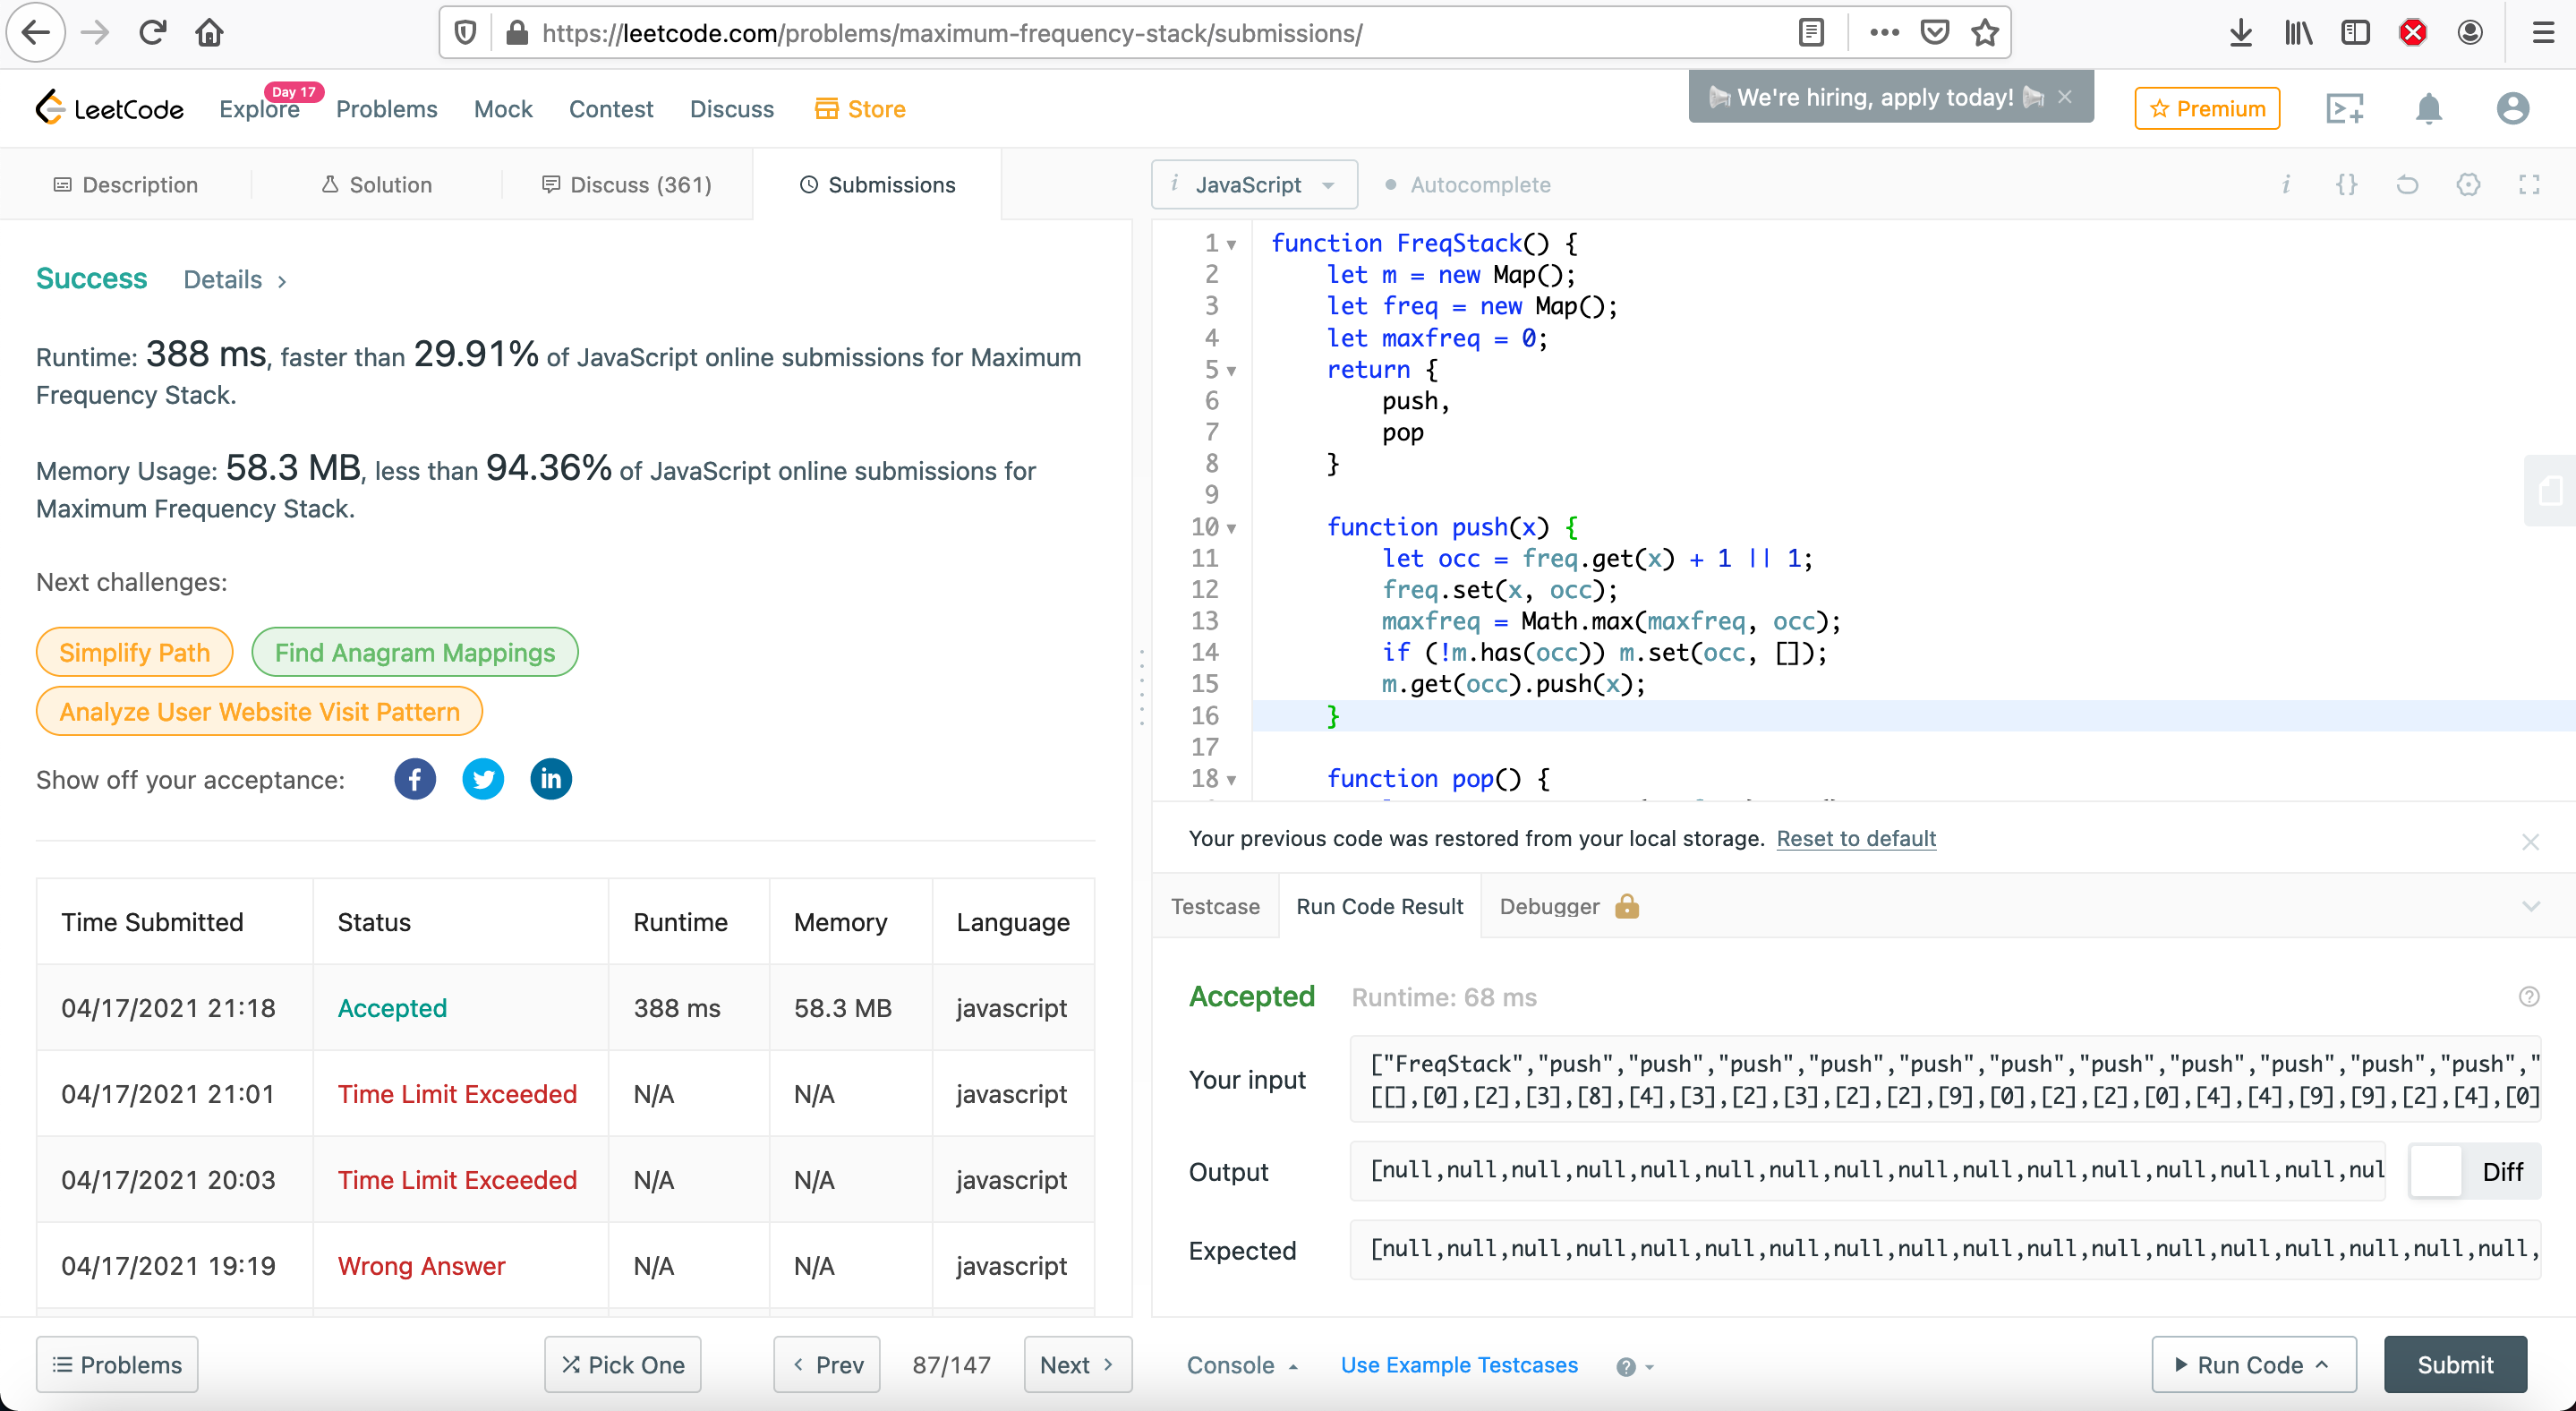 https://leetcode.com/problems/maximum-frequency-stack/submissions/
LeetCode
Explore
Day 17
Problems
Mock
Contest
Discuss
Store
We're hiring, apply today!
Premium
Description
Solution
Discuss (361)
Submissions
i JavaScript
Autocomplete
Success Details
Runtime: 388 ms, faster than 29.91% of JavaScript online submissions for Maximum
Frequency Stack.
Memory Usage: 58.3 MB, less than 94.36% of JavaScript online submissions for
Maximum Frequency Stack.
Next challenges:
Simplify Path
Find Anagram Mappings
Analyze User Website Visit Pattern
Show off your acceptance:
Time Submitted Status Runtime Memory Language
04/17/2021 21:18 Accepted 388 ms 58.3 MB javascript
04/17/2021 21:01 Time Limit Exceeded N/A N/A javascript
04/17/2021 20:03 Time Limit Exceeded N/A N/A javascript
04/17/2021 19:19 Wrong Answer N/A N/A javascript
Problems
Pick One
Prev
87/147
Next
1 function FreqStack() {
2 let m = new Map();
3 let freq = new Map();
4 let maxfreq = 0;
5 return {
6 push,
7 pop
8 }
9
10 function push(x) {
11 let occ = freq.get(x) + 1 || 1;
12 freq.set(x, occ);
13 maxfreq = Math.max(maxfreq, occ);
14 if (!m.has(occ)) m.set(occ, []);
15 m.get(occ).push(x);
16 }
17
18 function pop() {
Your previous code was restored from your local storage. Reset to default
Testcase
Run Code Result
Debugger
Accepted Runtime: 68 ms
Your input
["FreqStack","push","push","push","push","push","push","push","push","push","push","push","
[[],[0],[2],[3],[8],[4],[3],[2],[3],[2],[2],[9],[0],[2],[2],[0],[4],[4],[9],[9],[2],[4],[0]
Output
[null,null,null,null,null,null,null,null,null,null,null,null,null,null,null,nul
Diff
Expected
[null,null,null,null,null,null,null,null,null,null,null,null,null,null,null,null,null,null,
Console
Use Example Testcases
Run Code
Submit